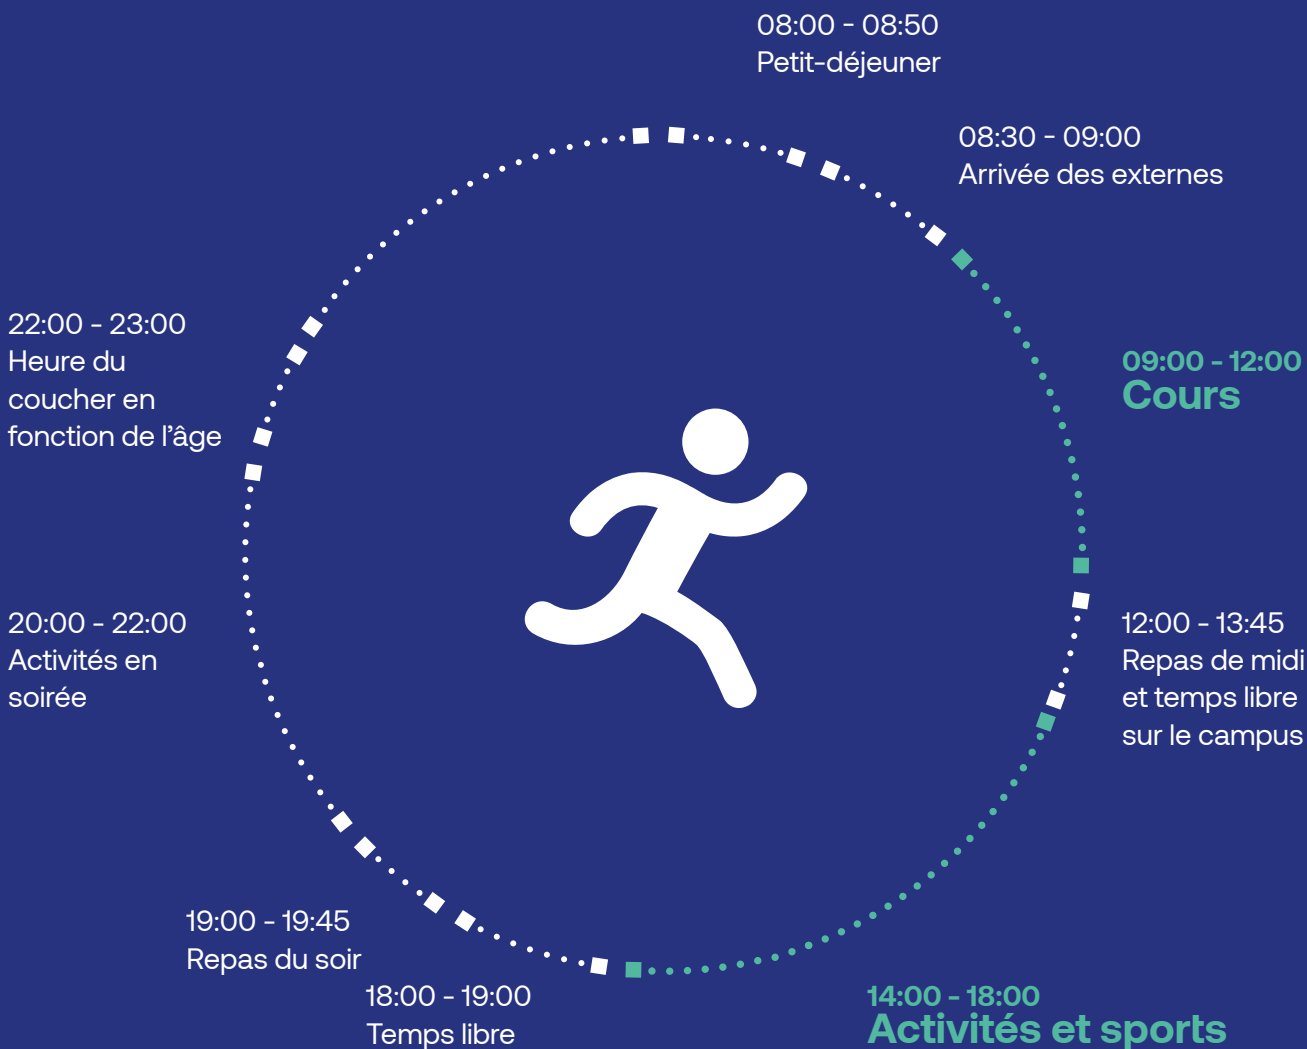 08:00 - 08:50
Petit-déjeuner
08:30 - 09:00
Arrivée des externes
09:00 - 12:00
Cours
12:00 - 13:45
Repas de midi
et temps libre
sur le campus
14:00 - 18:00
Activités et sports
18:00 - 19:00
Temps libre
19:00 - 19:45
Repas du soir
20:00 - 22:00
Activités en
soirée
22:00 - 23:00
Heure du
coucher en
fonction de l’âge